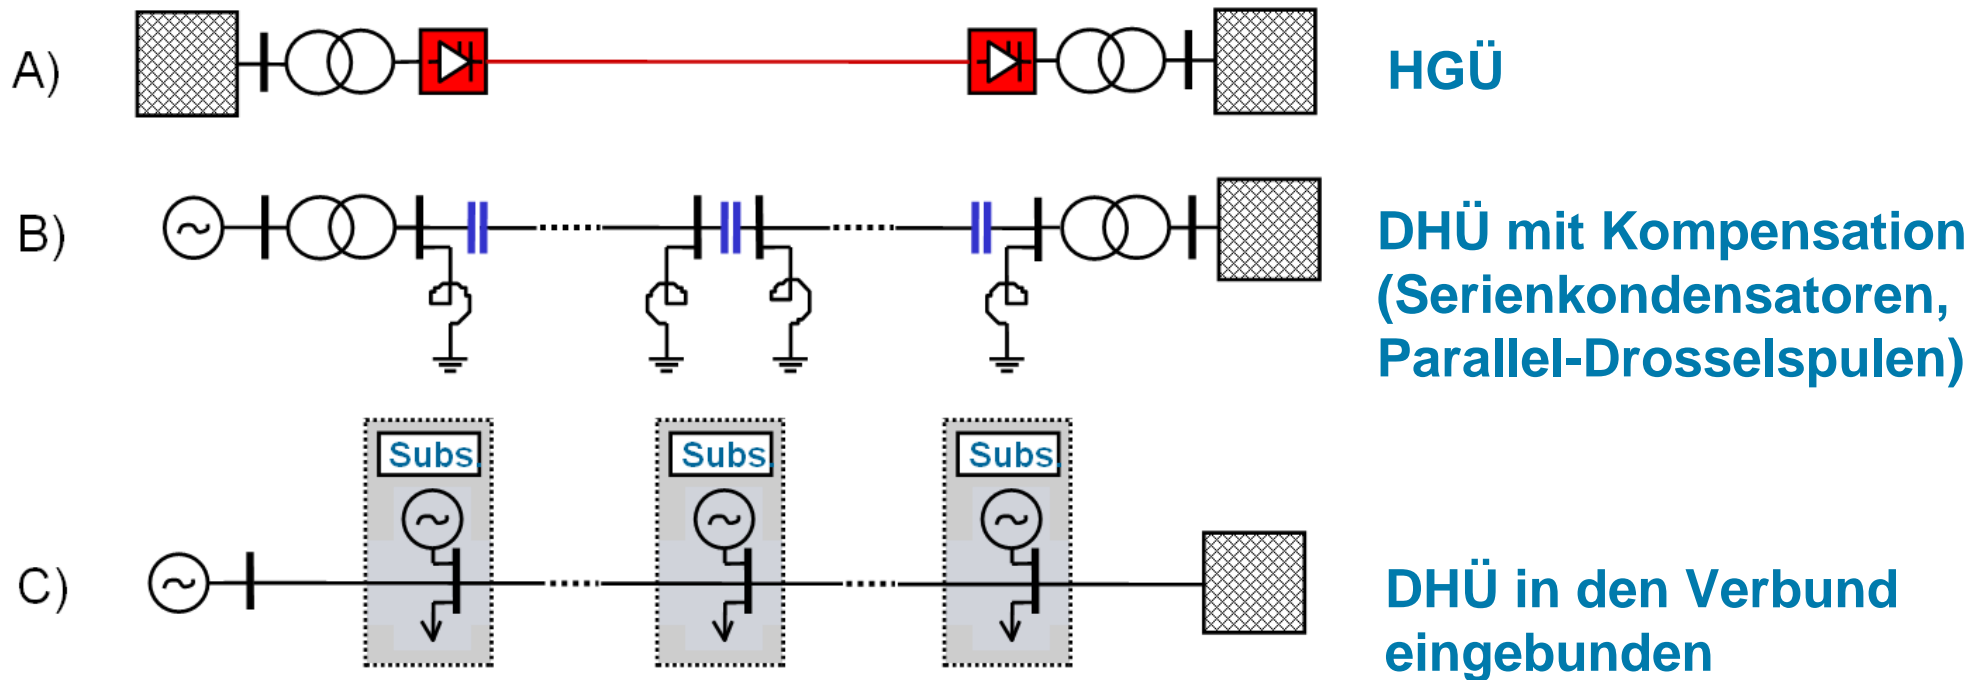 A)
HGÜ
B)
DHÜ mit Kompensation
(Serienkondensatoren,
Parallel-Drosselspulen)
Subs.
Subs.
Subs.
C)
DHÜ in den Verbund
eingebunden